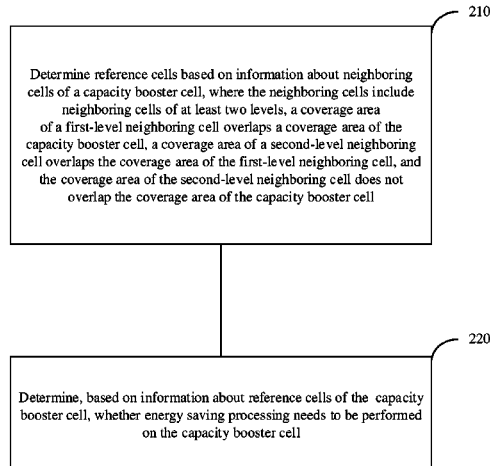 210
Determine reference cells based on information about neighboring
cells of a capacity booster cell, where the neighboring cells include
neighboring cells of at least two levels, a coverage area
of a first-level neighboring cell overlaps a coverage area of the
capacity booster cell, a coverage area of a second-level neighboring
cell overlaps the coverage area of the first-level neighboring cell, and
the coverage area of the second-level neighboring cell does not
overlap the coverage area of the capacity booster cell
220
Determine, based on information about reference cells of the capacity
booster cell, whether energy saving processing needs to be performed
on the capacity booster cell